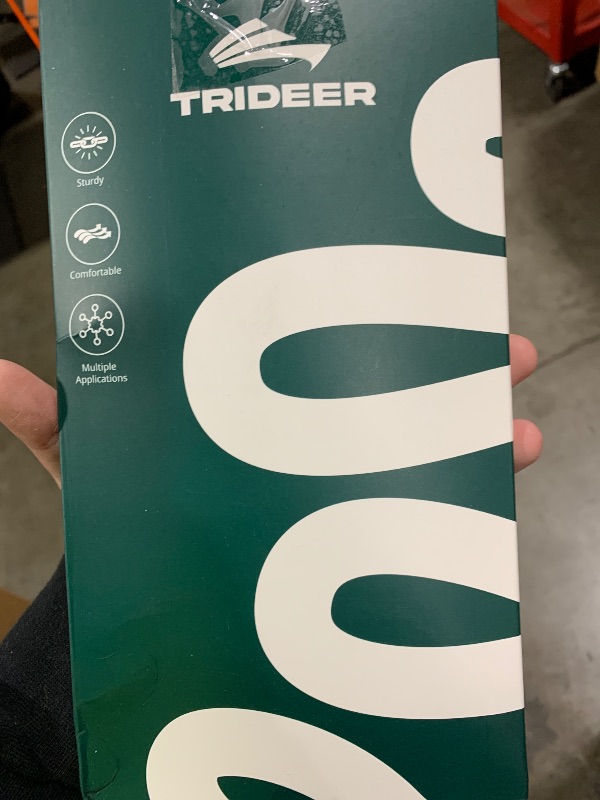 TRIDEER
Sturdy
Comfortable
Multiple
Applications